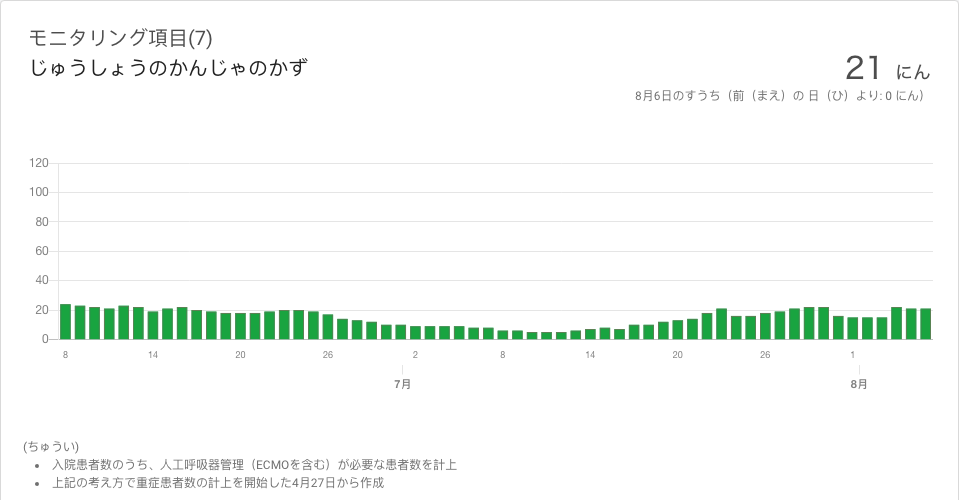 モニタリング項目(7)
じゅうしょうのかんじゃのかず
21 にん
8月6日のすうち（前（まえ）の 日（ひ）より: 0 にん）
120
100
80
60
40
20
0
8 14 20 26 2 8 14 20 26 1
7月 8月
(ちゅうい)
• 入院患者数のうち、人工呼吸器管理（ECMOを含む）が必要な患者数を計上
• 上記の考え方で重症患者数の計上を開始した4月27日から作成